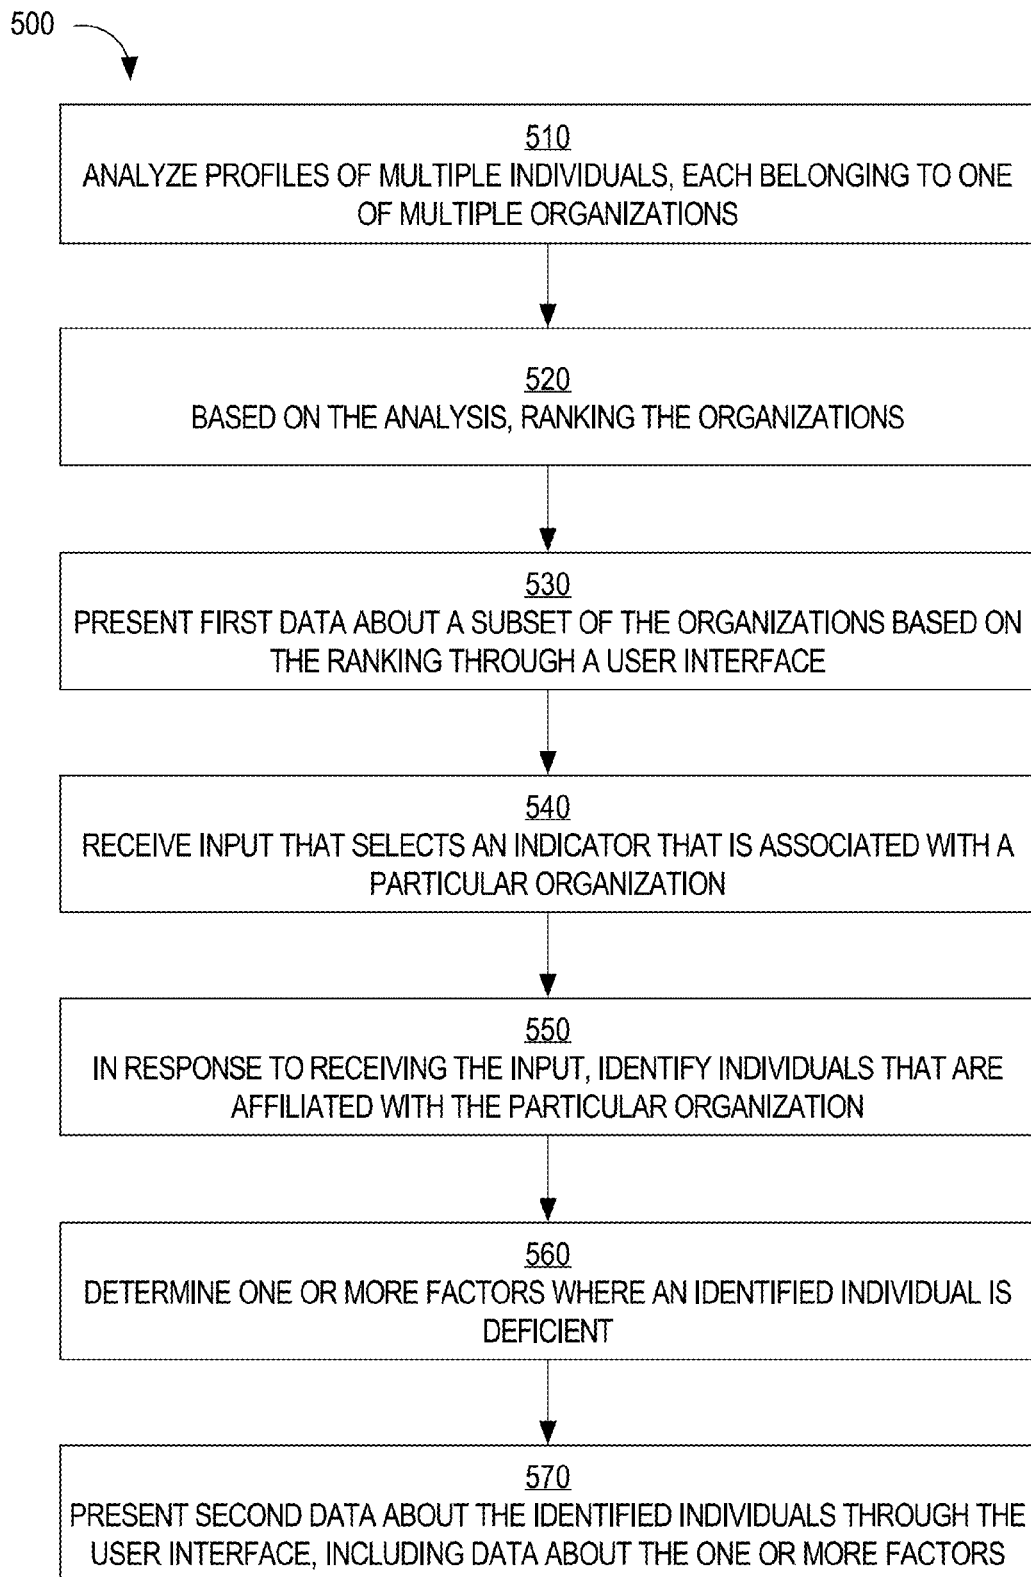 500
510
ANALYZE PROFILES OF MULTIPLE INDIVIDUALS, EACH BELONGING TO ONE
OF MULTIPLE ORGANIZATIONS
520
BASED ON THE ANALYSIS, RANKING THE ORGANIZATIONS
530
PRESENT FIRST DATA ABOUT A SUBSET OF THE ORGANIZATIONS BASED ON
THE RANKING THROUGH A USER INTERFACE
540
RECEIVE INPUT THAT SELECTS AN INDICATOR THAT IS ASSOCIATED WITH A
PARTICULAR ORGANIZATION
550
IN RESPONSE TO RECEIVING THE INPUT, IDENTIFY INDIVIDUALS THAT ARE
AFFILIATED WITH THE PARTICULAR ORGANIZATION
560
DETERMINE ONE OR MORE FACTORS WHERE AN IDENTIFIED INDIVIDUAL IS
DEFICIENT
570
PRESENT SECOND DATA ABOUT THE IDENTIFIED INDIVIDUALS THROUGH THE
USER INTERFACE, INCLUDING DATA ABOUT THE ONE OR MORE FACTORS